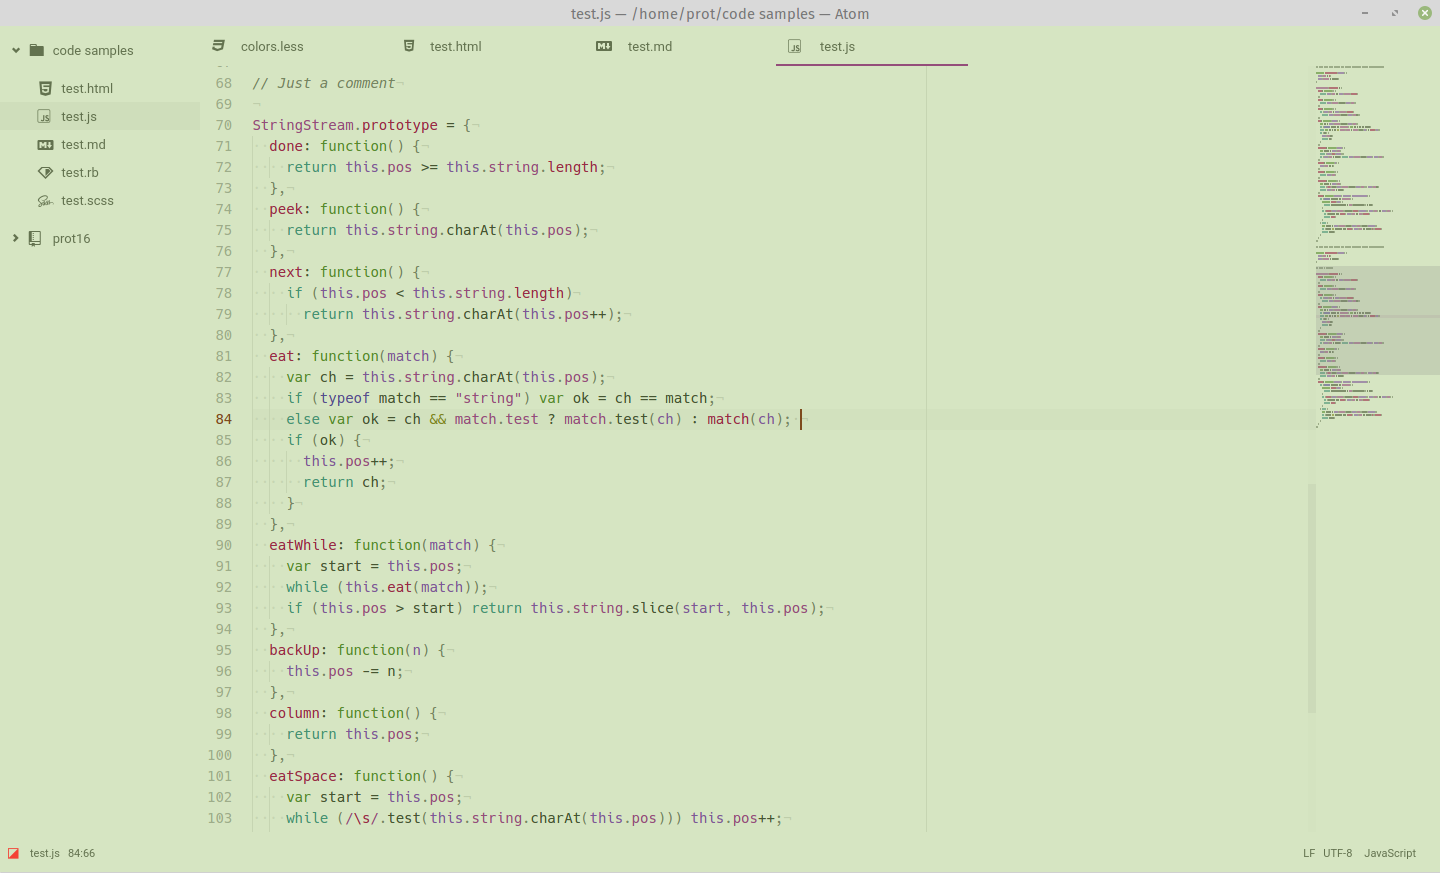 test.js — /home/prot/code samples — Atom
code samples
test.html
test.js
test.md
test.rb
test.scss
prot16
colors.less
test.html
test.md
test.js
68 // Just a comment¬
69 ¬
70 StringStream.prototype = {¬
71 ··done: function() {¬
72 ····return this.pos >= this.string.length;¬
73 ··},¬
74 ··peek: function() {¬
75 ····return this.string.charAt(this.pos);¬
76 ··},¬
77 ··next: function() {¬
78 ····if (this.pos < this.string.length)¬
79 ······return this.string.charAt(this.pos++);¬
80 ··},¬
81 ··eat: function(match) {¬
82 ····var ch = this.string.charAt(this.pos);¬
83 ····if (typeof match == "string") var ok = ch == match;¬
84 ····else var ok = ch && match.test ? match.test(ch) : match(ch);·¬
85 ····if (ok) {¬
86 ······this.pos++;¬
87 ······return ch;¬
88 ····}¬
89 ··},¬
90 ··eatWhile: function(match) {¬
91 ····var start = this.pos;¬
92 ····while (this.eat(match));¬
93 ····if (this.pos > start) return this.string.slice(start, this.pos);¬
94 ··},¬
95 ··backUp: function(n) {¬
96 ····this.pos -= n;¬
97 ··},¬
98 ··column: function() {¬
99 ····return this.pos;¬
100 ··},¬
101 ··eatSpace: function() {¬
102 ····var start = this.pos;¬
103 ····while (/\s/.test(this.string.charAt(this.pos))) this.pos++;¬
test.js 84:66
LF UTF-8 JavaScript